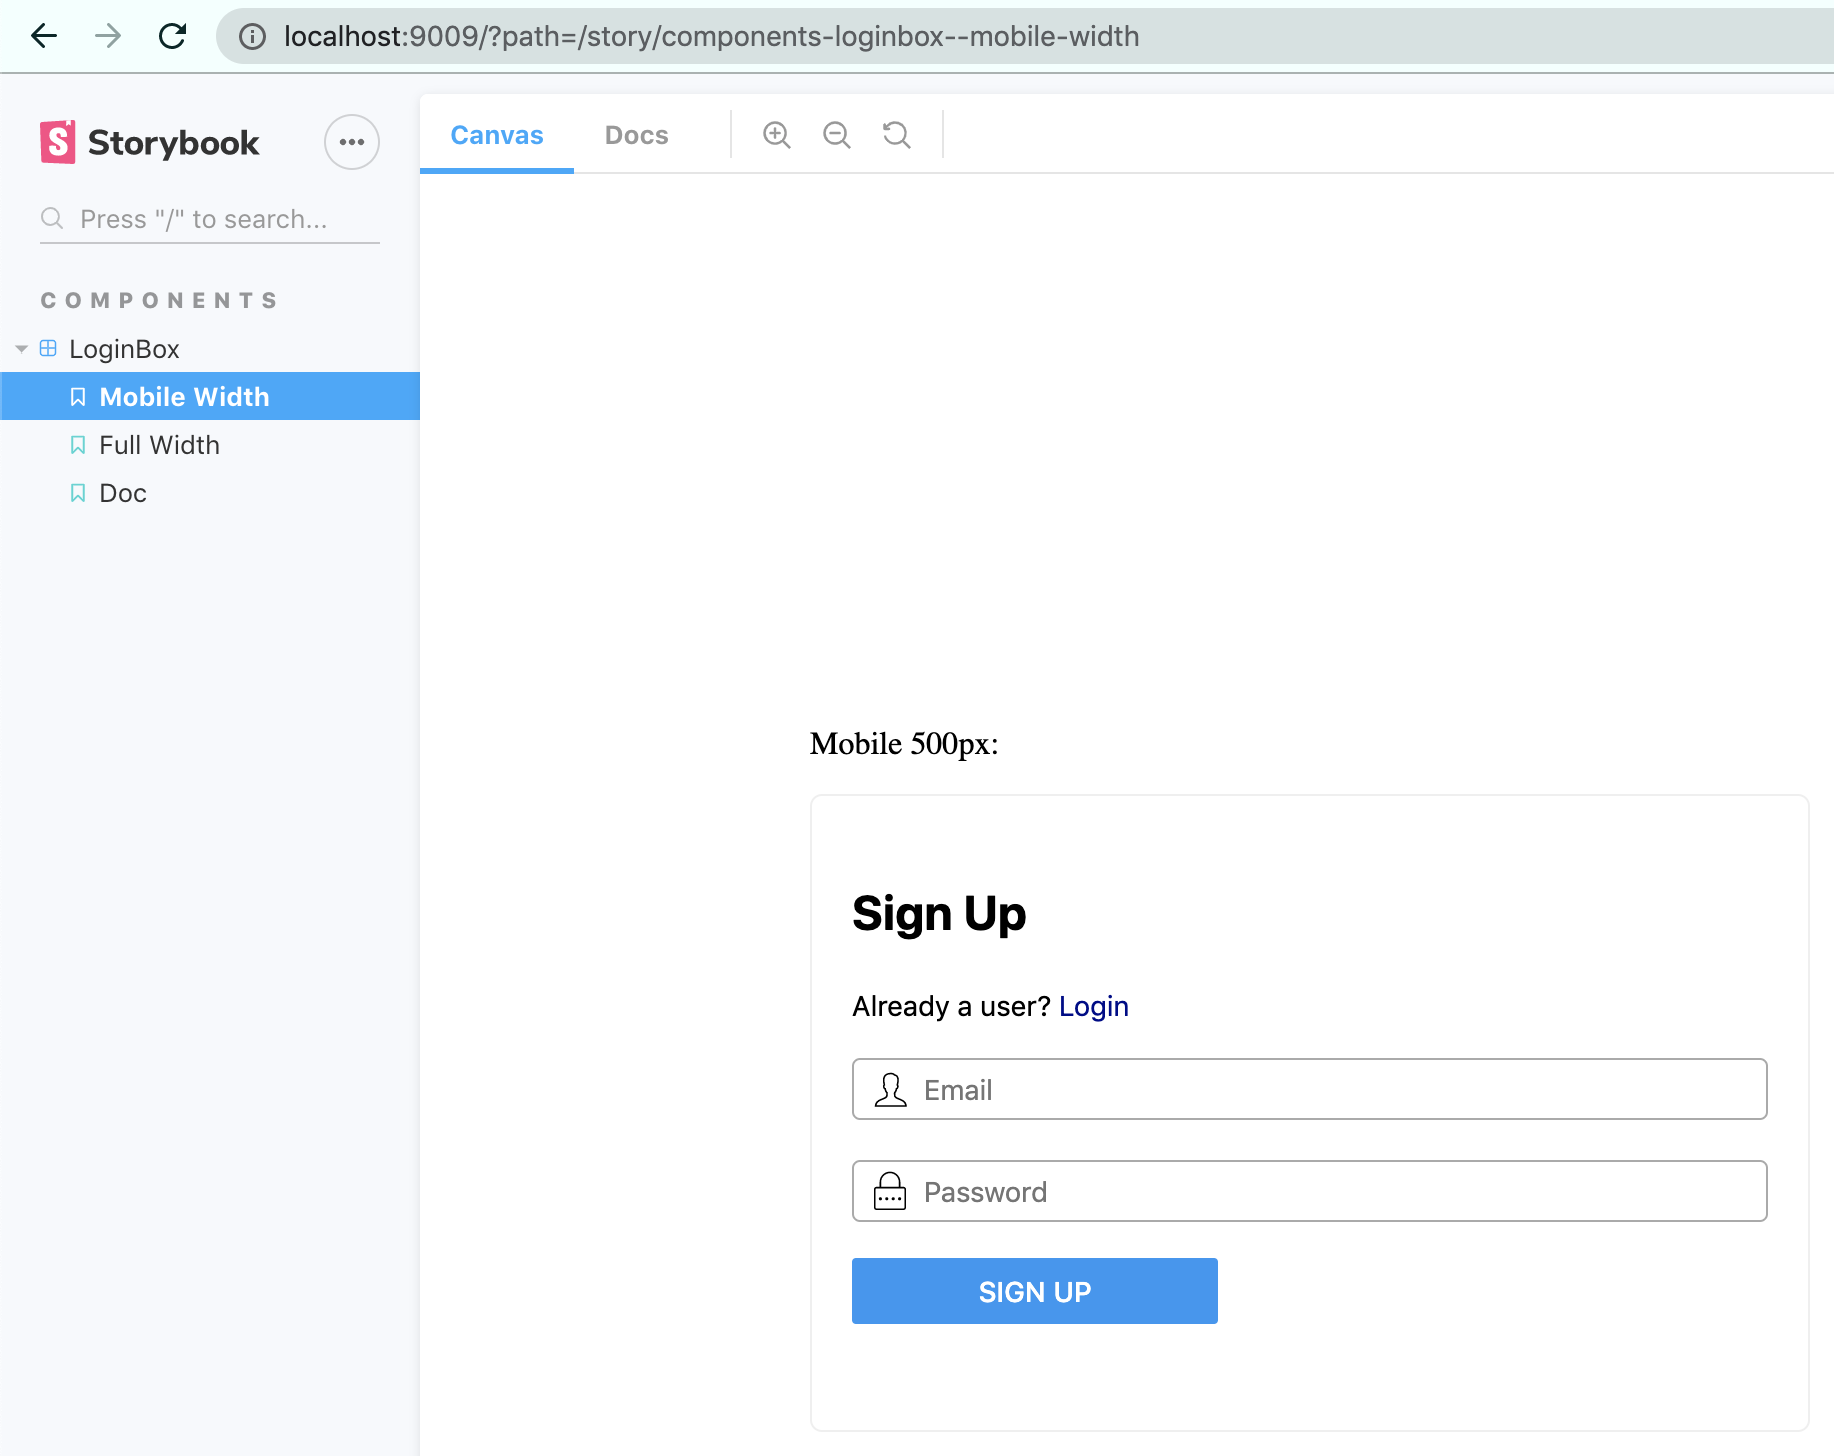 localhost:9009/?path=/story/components-loginbox--mobile-width
Storybook
Canvas
Docs
Press "/" to search...
COMPONENTS
LoginBox
Mobile Width
Full Width
Doc
Mobile 500px:
Sign Up
Already a user? Login
Email
Password
SIGN UP